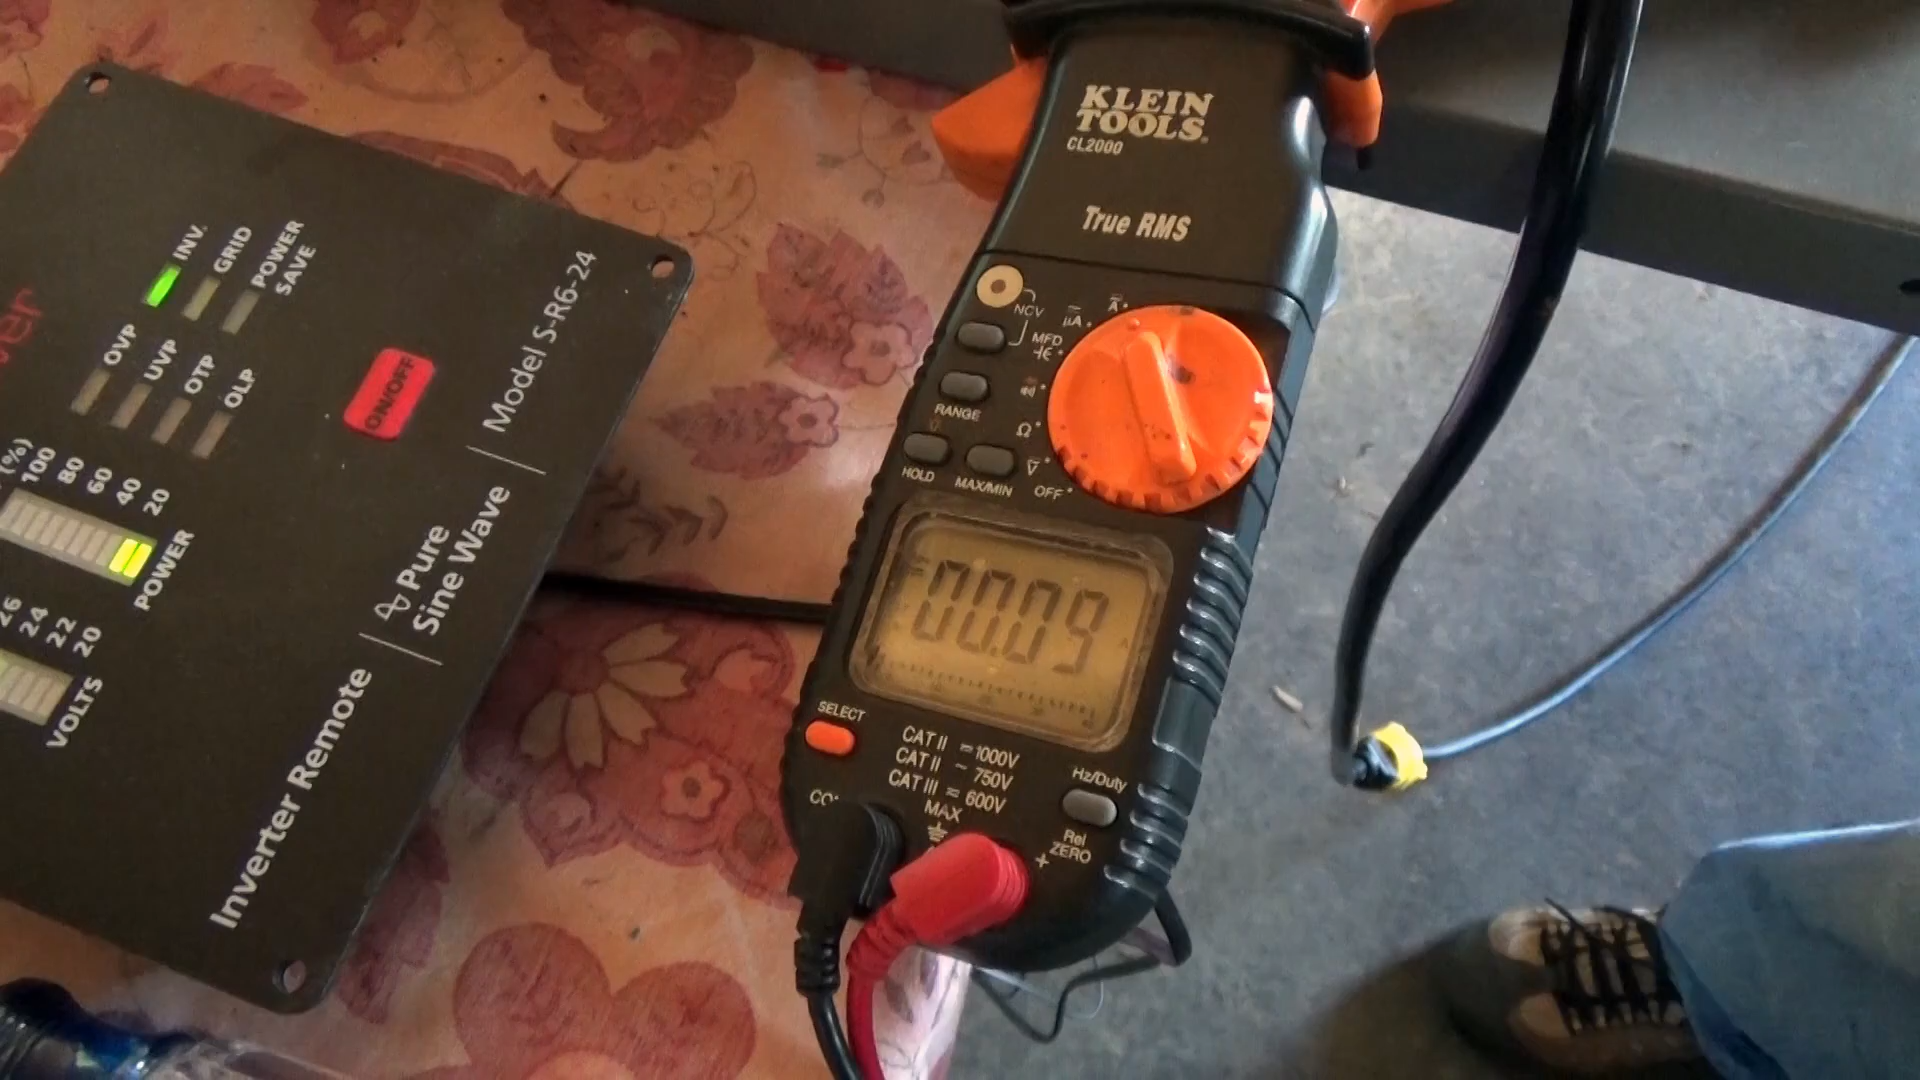 ver
INV.
GRID
POWER
SAVE
OVP
UVP
OTP
OLP
ON/OFF
Model S-R6-24
(%)
100
80
60
40
20
POWER
26
24
22
20
VOLTS
Pure
Sine Wave
Inverter Remote
KLEIN
TOOLS
CL2000
True RMS
NCV
MFD
A
µA
Ω
V
OFF
RANGE
HOLD
MAX/MIN
00.09
SELECT
CAT II ⎓ 1000V
CAT II ~ 750V
CAT III ≂ 600V
MAX
Hz/Duty
Rel
ZERO
+